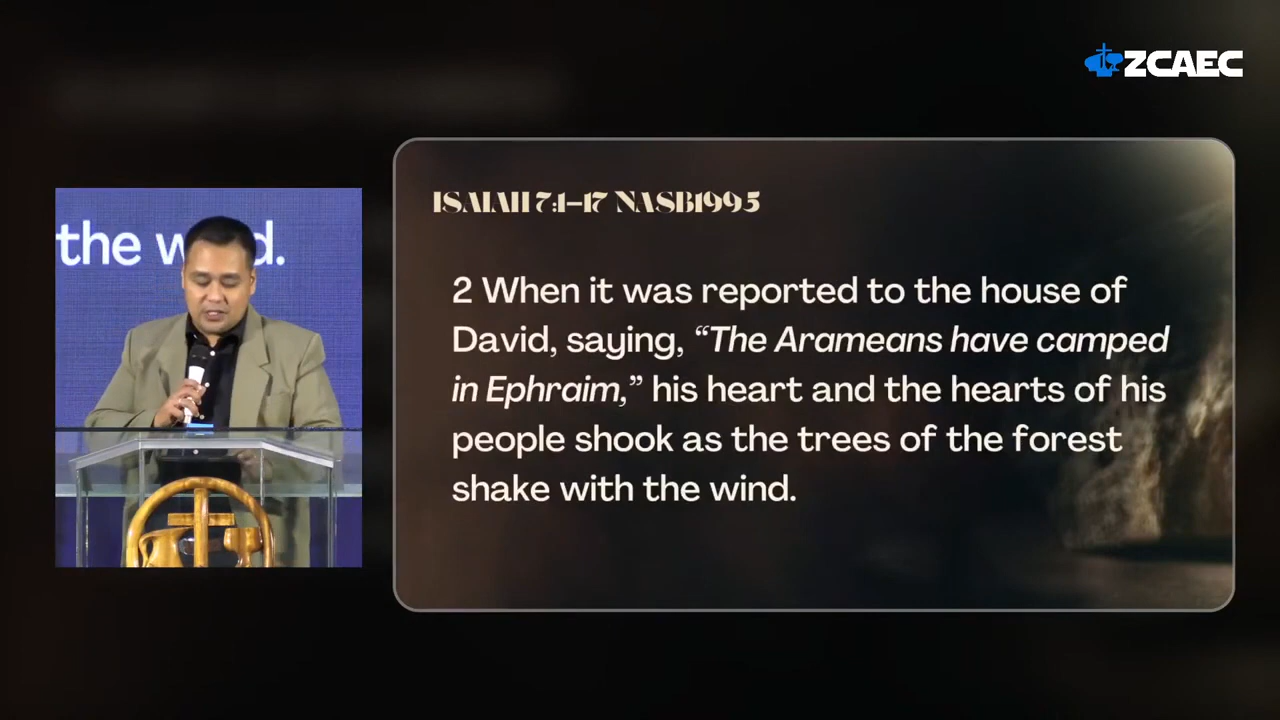 ZCAEC
ISAIAH 7:1–17 NASB1995
the w d.
2 When it was reported to the house of
David, saying, “The Arameans have camped
in Ephraim,” his heart and the hearts of his
people shook as the trees of the forest
shake with the wind.